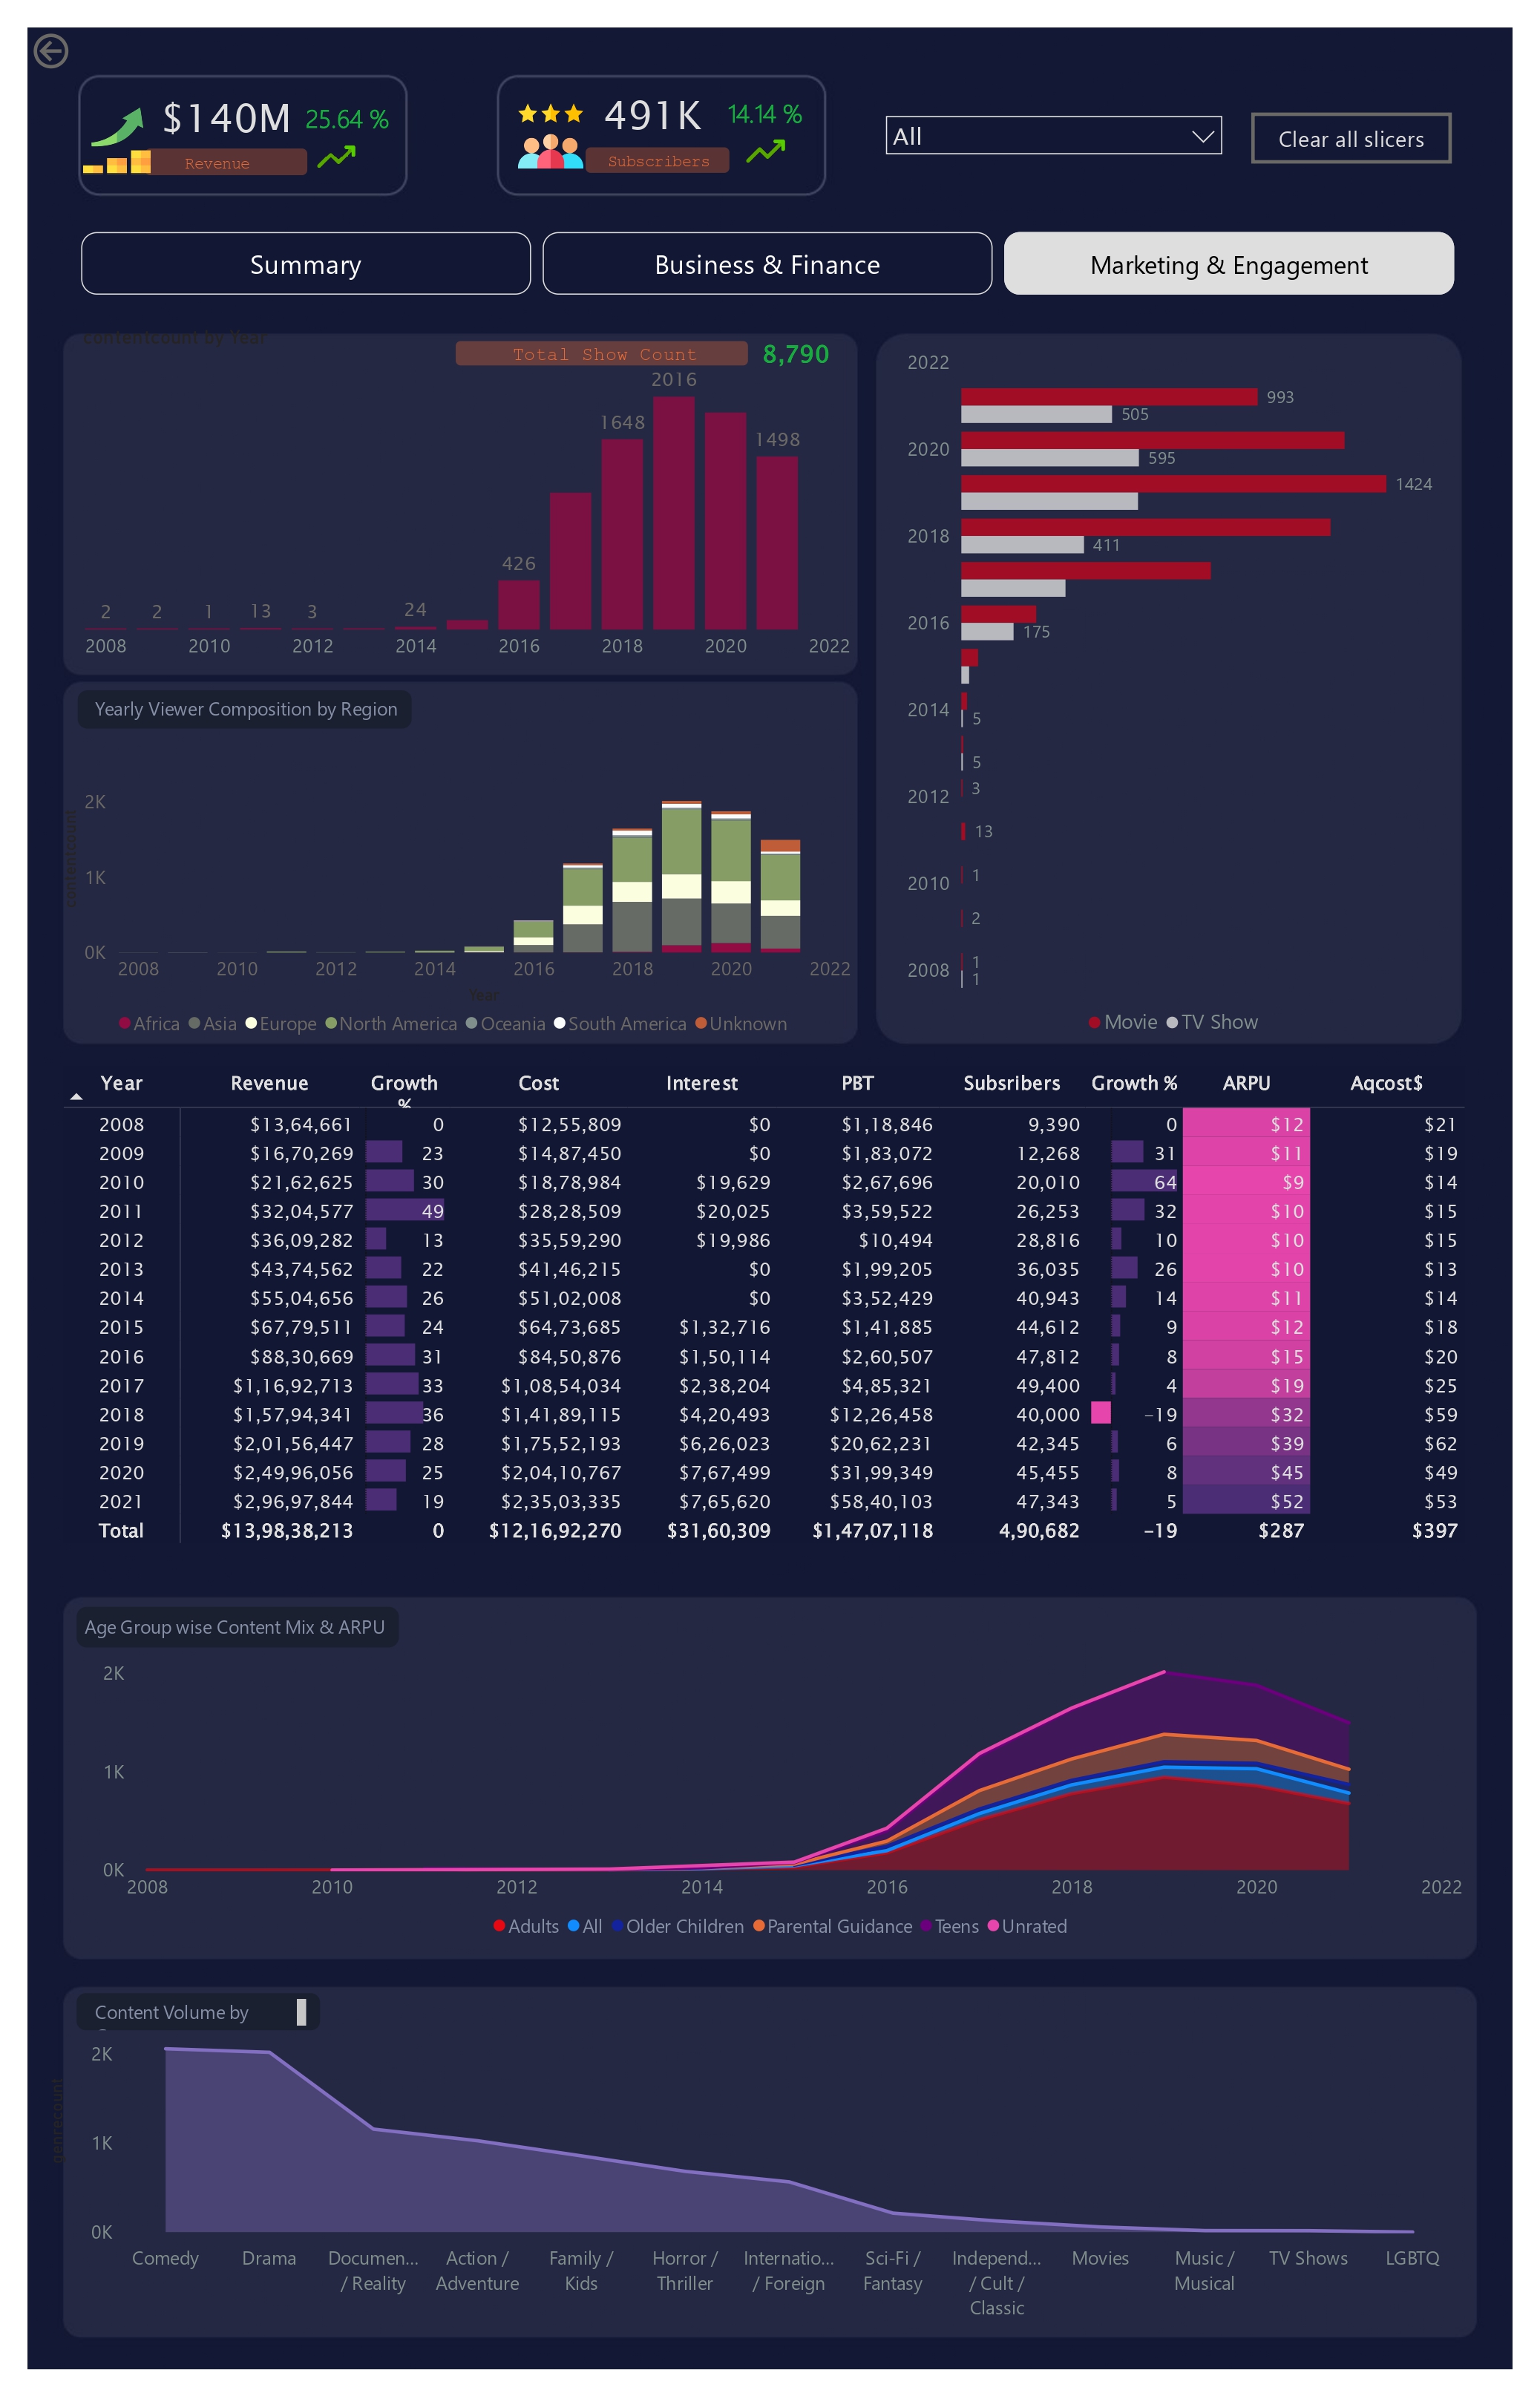 $140M 25.64 %
Revenue
491K 14.14 %
Subscribers
All
Clear all slicers
Summary
Business & Finance
Marketing & Engagement
contentcount by Year
Total Show Count 8,790
2 2 1 13 3 24 426 1648 2016 1498
2008 2010 2012 2014 2016 2018 2020 2022
2022
993
505
2020
595
1424
2018
411
2016
175
2014
5
5
2012
3
13
2010
1
2
2008
1
1
Movie TV Show
Yearly Viewer Composition by Region
2K
1K
0K
contentcount
2008 2010 2012 2014 2016 2018 2020 2022
Year
Africa Asia Europe North America Oceania South America Unknown
Year Revenue Growth % Cost Interest PBT Subsribers Growth % ARPU Aqcost$
2008 $13,64,661 0 $12,55,809 $0 $1,18,846 9,390 0 $12 $21
2009 $16,70,269 23 $14,87,450 $0 $1,83,072 12,268 31 $11 $19
2010 $21,62,625 30 $18,78,984 $19,629 $2,67,696 20,010 64 $9 $14
2011 $32,04,577 49 $28,28,509 $20,025 $3,59,522 26,253 32 $10 $15
2012 $36,09,282 13 $35,59,290 $19,986 $10,494 28,816 10 $10 $15
2013 $43,74,562 22 $41,46,215 $0 $1,99,205 36,035 26 $10 $13
2014 $55,04,656 26 $51,02,008 $0 $3,52,429 40,943 14 $11 $14
2015 $67,79,511 24 $64,73,685 $1,32,716 $1,41,885 44,612 9 $12 $18
2016 $88,30,669 31 $84,50,876 $1,50,114 $2,60,507 47,812 8 $15 $20
2017 $1,16,92,713 33 $1,08,54,034 $2,38,204 $4,85,321 49,400 4 $19 $25
2018 $1,57,94,341 36 $1,41,89,115 $4,20,493 $12,26,458 40,000 -19 $32 $59
2019 $2,01,56,447 28 $1,75,52,193 $6,26,023 $20,62,231 42,345 6 $39 $62
2020 $2,49,96,056 25 $2,04,10,767 $7,67,499 $31,99,349 45,455 8 $45 $49
2021 $2,96,97,844 19 $2,35,03,335 $7,65,620 $58,40,103 47,343 5 $52 $53
Total $13,98,38,213 0 $12,16,92,270 $31,60,309 $1,47,07,118 4,90,682 -19 $287 $397
Age Group wise Content Mix & ARPU
2K
1K
0K
2008 2010 2012 2014 2016 2018 2020 2022
Adults All Older Children Parental Guidance Teens Unrated
Content Volume by
2K
1K
0K
genrecount
Comedy Drama Documen... Action / Family / Horror / Internatio... Sci-Fi / Independ... Movies Music / TV Shows LGBTQ
/ Reality Adventure Kids Thriller / Foreign Fantasy / Cult / Musical
Classic